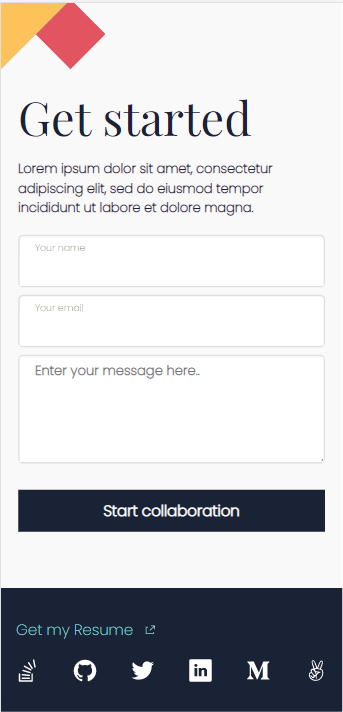 Get started
Lorem ipsum dolor sit amet, consectetur
adipiscing elit, sed do eiusmod tempor
incididunt ut labore et dolore magna.
Your name
Your email
Enter your message here..
Start collaboration
Get my Resume